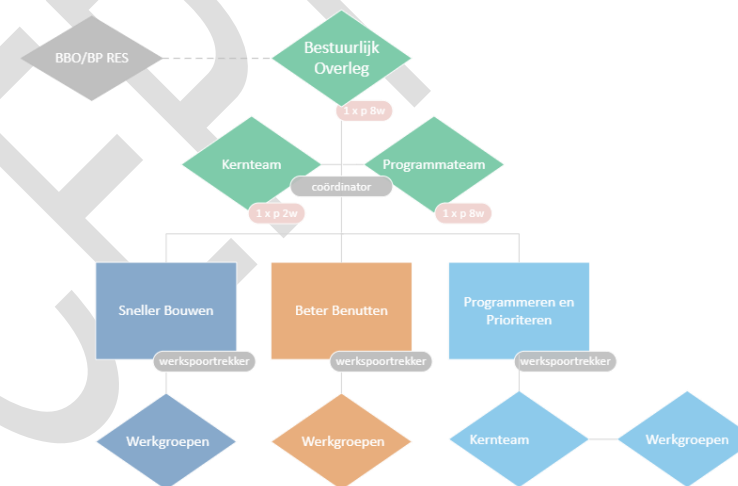 BBO/BP RES
Bestuurlijk
Overleg
1 x p 8w
Kernteam
Programmateam
coördinator
1 x p 2w
1 x p 8w
Sneller Bouwen
Beter Benutten
Programmeren en
Prioriteren
werkspoortrekker
werkspoortrekker
werkspoortrekker
Werkgroepen
Werkgroepen
Kernteam
Werkgroepen